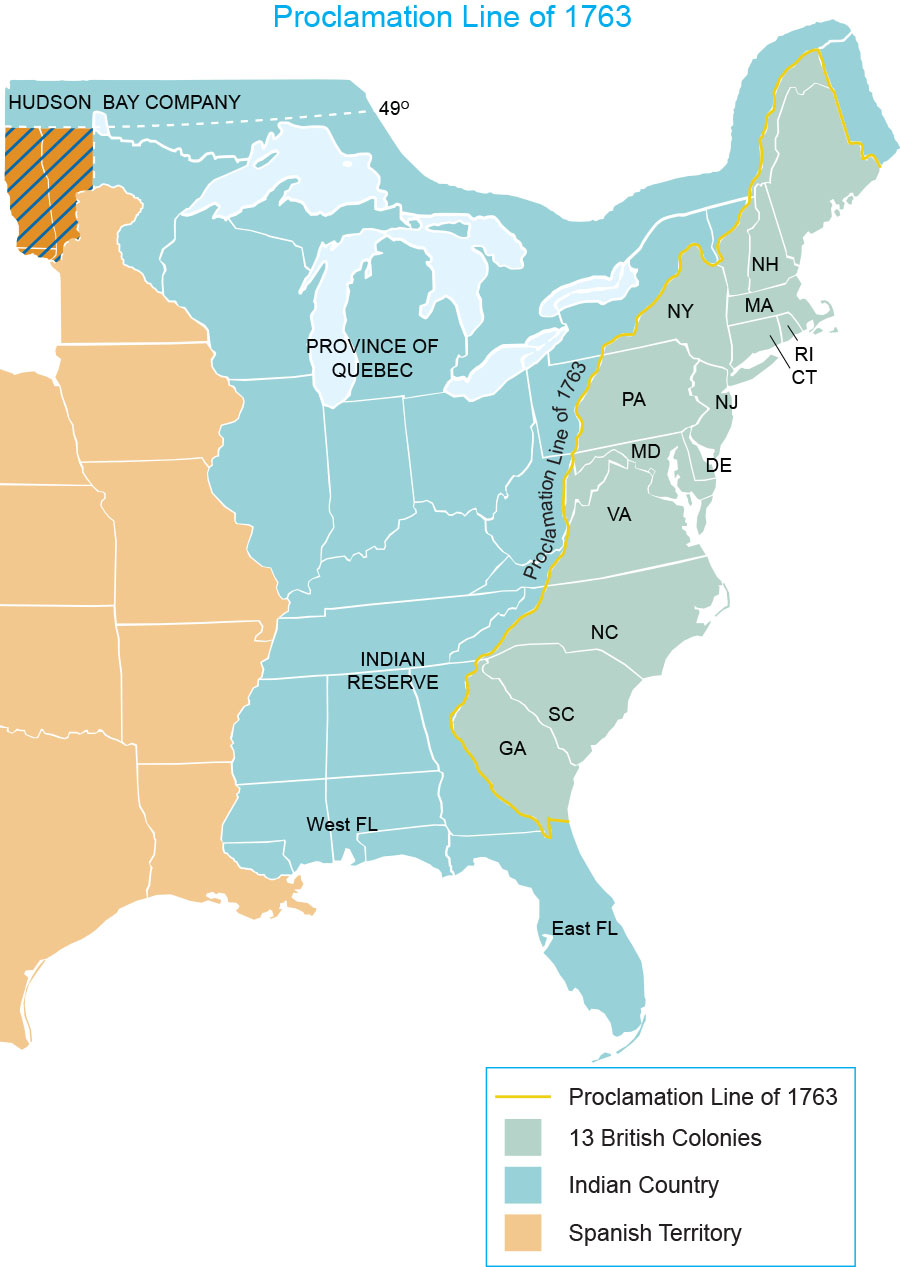 Proclamation Line of 1763
HUDSON BAY COMPANY
49º
NH
MA
NY
RI
CT
PROVINCE OF
QUEBEC
Proclamation Line of 1763
PA
NJ
MD
DE
VA
NC
INDIAN
RESERVE
SC
GA
West FL
East FL
Proclamation Line of 1763
13 British Colonies
Indian Country
Spanish Territory